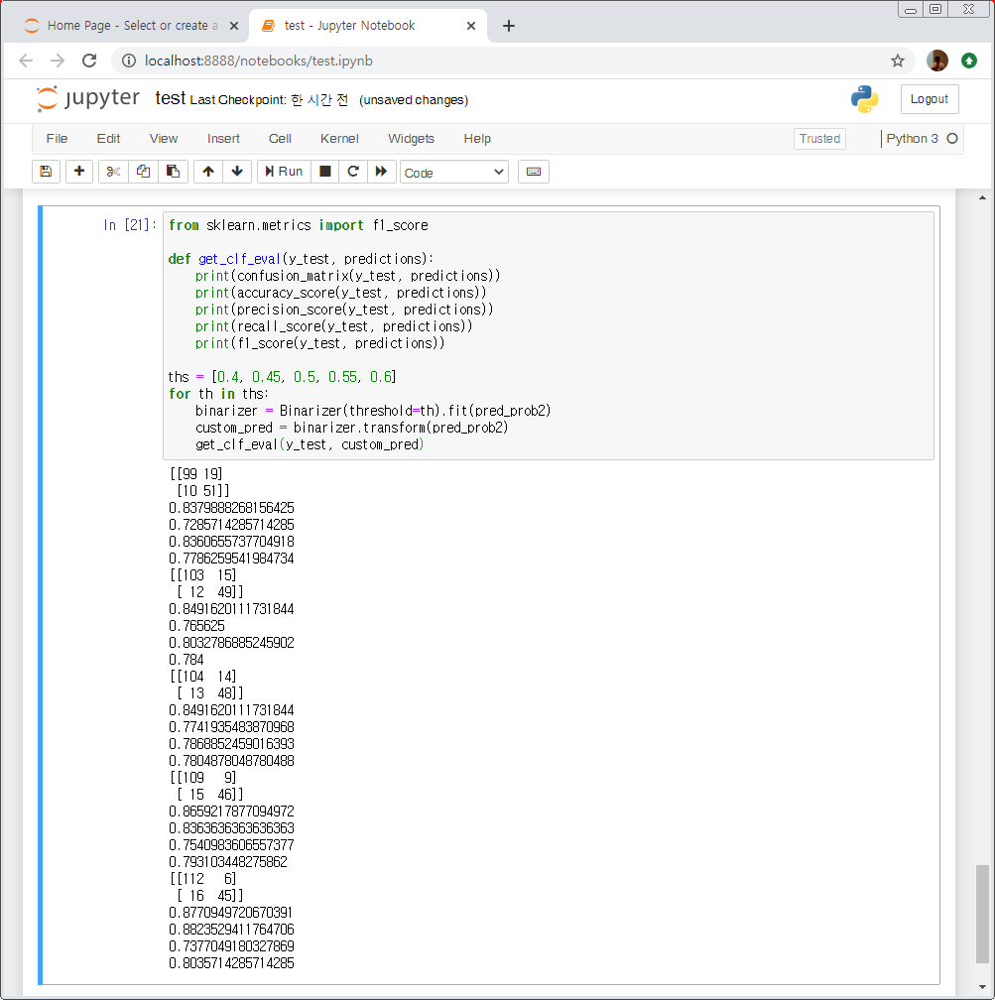 Home Page - Select or create a
test - Jupyter Notebook
localhost:8888/notebooks/test.ipynb
jupyter test Last Checkpoint: 한 시간 전 (unsaved changes)
Logout
File Edit View Insert Cell Kernel Widgets Help Trusted Python 3
Run Code
In [21]: from sklearn.metrics import f1_score
def get_clf_eval(y_test, predictions):
    print(confusion_matrix(y_test, predictions))
    print(accuracy_score(y_test, predictions))
    print(precision_score(y_test, predictions))
    print(recall_score(y_test, predictions))
    print(f1_score(y_test, predictions))
ths = [0.4, 0.45, 0.5, 0.55, 0.6]
for th in ths:
    binarizer = Binarizer(threshold=th).fit(pred_prob2)
    custom_pred = binarizer.transform(pred_prob2)
    get_clf_eval(y_test, custom_pred)
[[99 19]
 [10 51]]
0.8379888268156425
0.7285714285714285
0.8360655737704918
0.7786259541984734
[[103  15]
 [ 12  49]]
0.8491620111731844
0.765625
0.8032786885245902
0.784
[[104  14]
 [ 13  48]]
0.8491620111731844
0.7741935483870968
0.7868852459016393
0.7804878048780488
[[109   9]
 [ 15  46]]
0.8659217877094972
0.8363636363636363
0.7540983606557377
0.793103448275862
[[112   6]
 [ 16  45]]
0.8770949720670391
0.8823529411764706
0.7377049180327869
0.8035714285714285